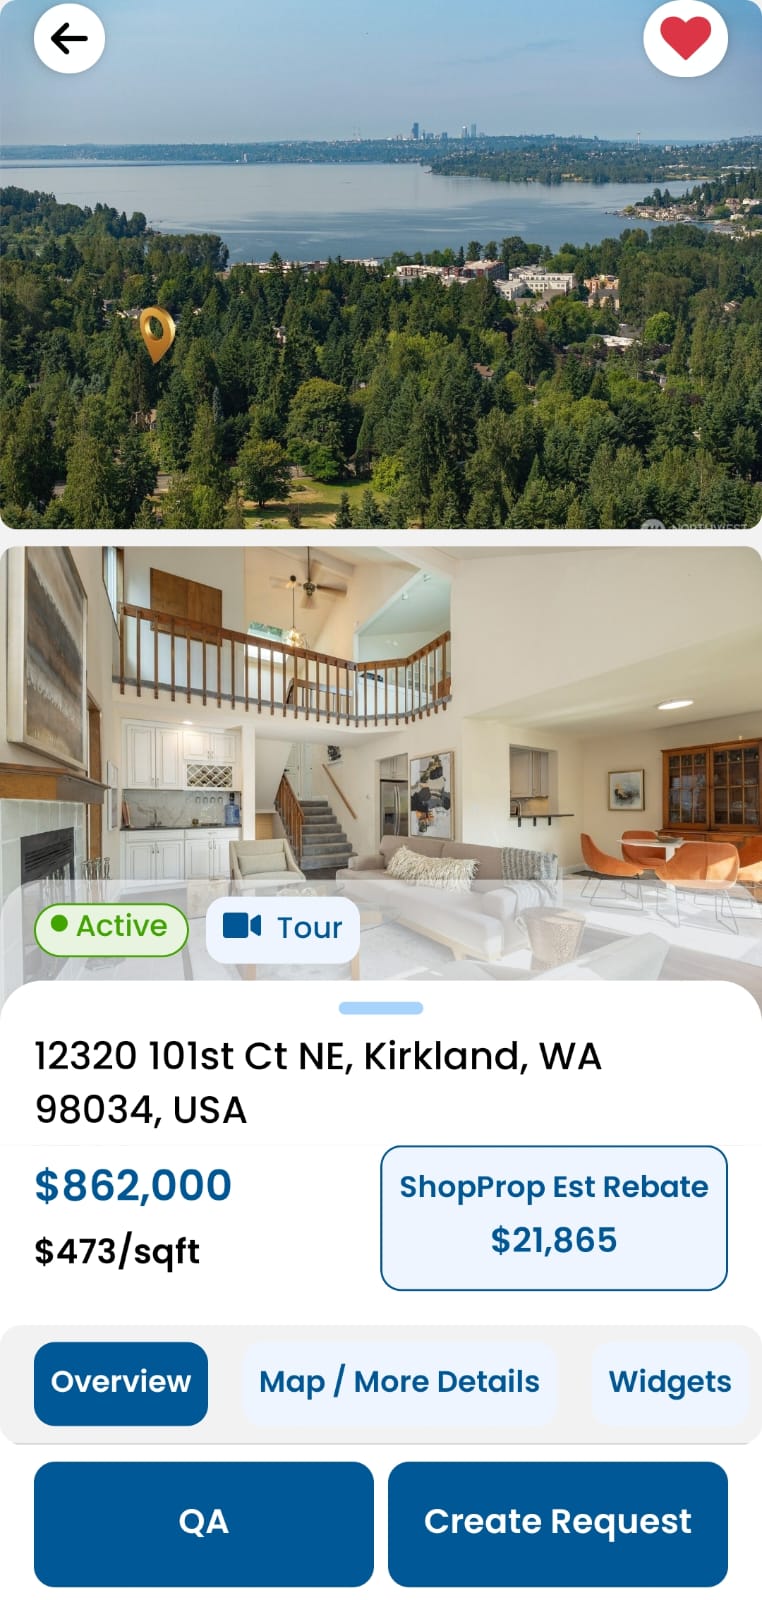 NORTHWEST
Active
Tour
12320 101st Ct NE, Kirkland, WA
98034, USA
$862,000
$473/sqft
ShopProp Est Rebate
$21,865
Overview
Map / More Details
Widgets
QA
Create Request